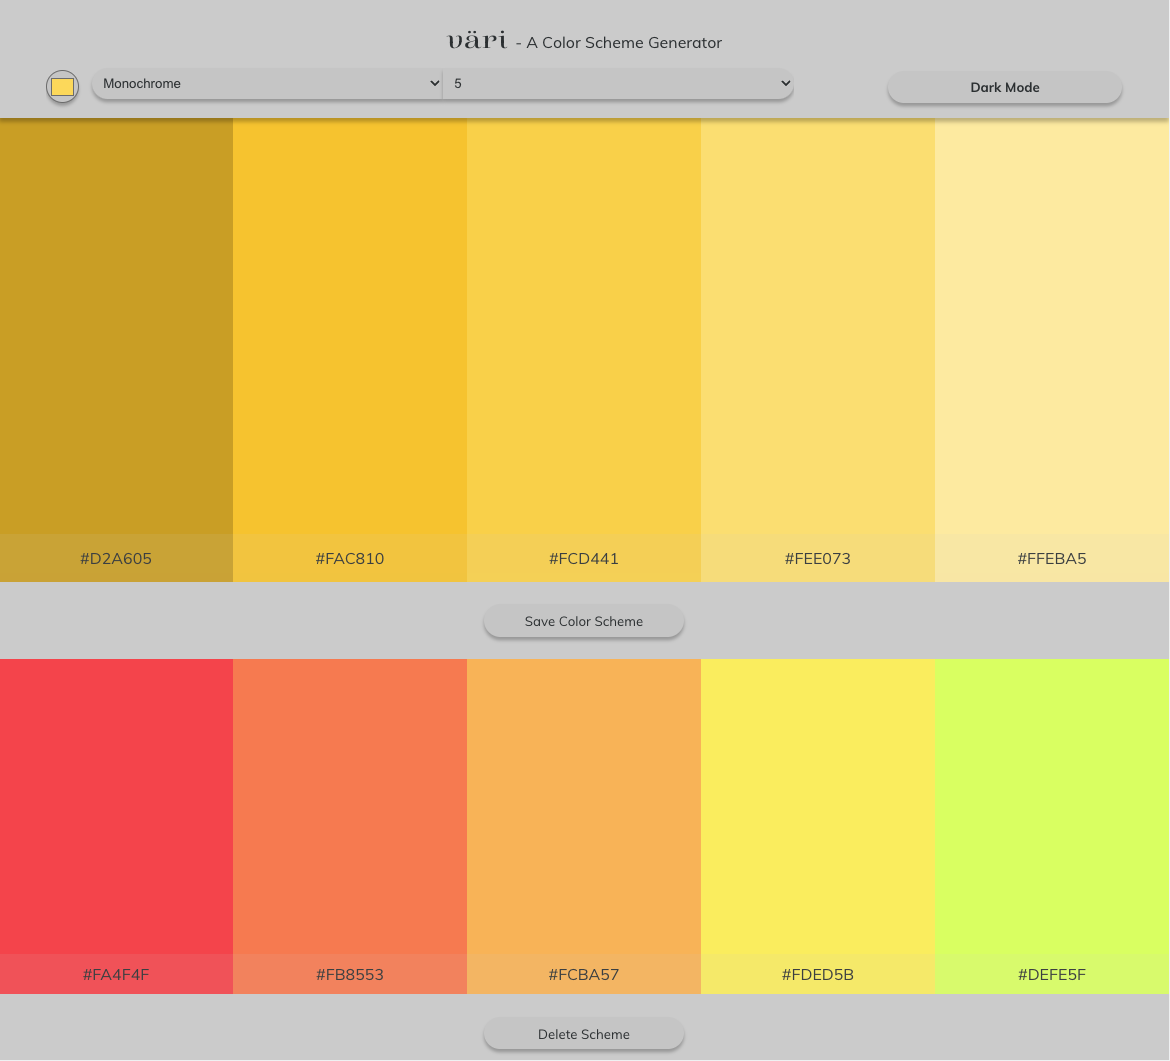 väri - A Color Scheme Generator
Monochrome 5 Dark Mode
#D2A605 #FAC810 #FCD441 #FEE073 #FFEBA5
Save Color Scheme
#FA4F4F #FB8553 #FCBA57 #FDED5B #DEFE5F
Delete Scheme